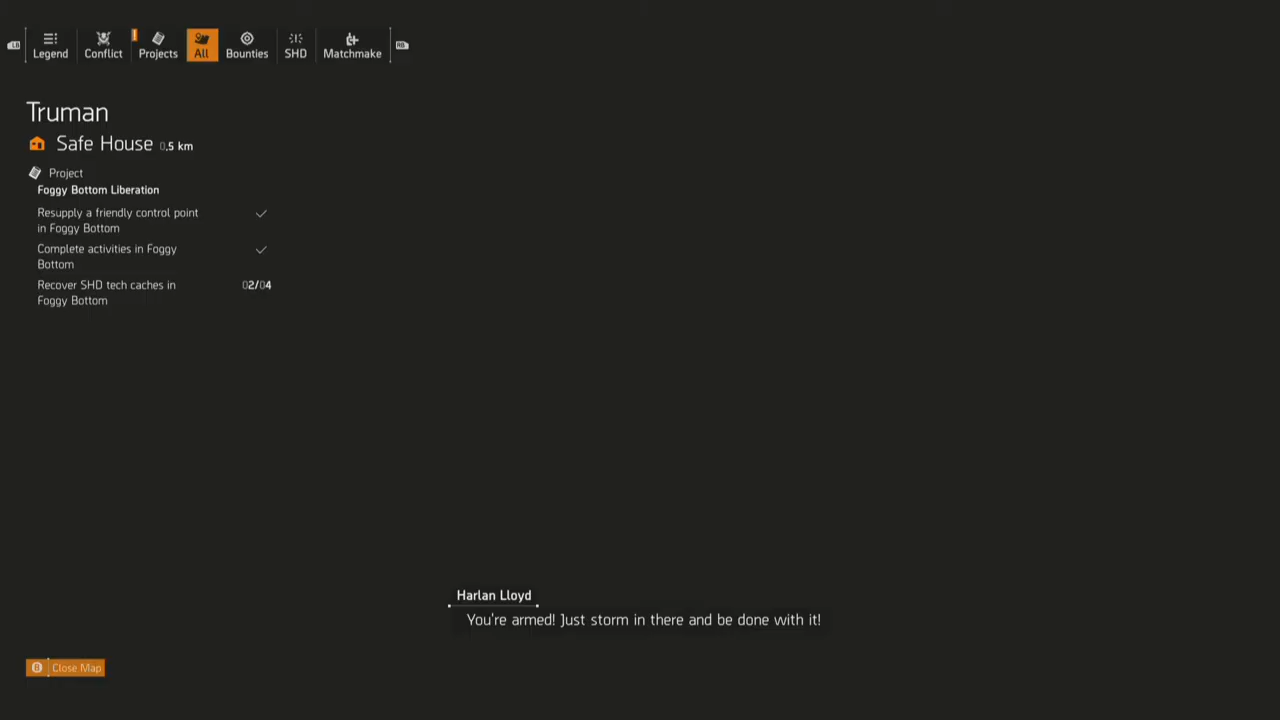 LB
Legend
Conflict
Projects
All
Bounties
SHD
Matchmake
RB
Truman
Safe House 0.5 km
Project
Foggy Bottom Liberation
Resupply a friendly control point
in Foggy Bottom
Complete activities in Foggy
Bottom
Recover SHD tech caches in 02/04
Foggy Bottom
Harlan Lloyd
You're armed! Just storm in there and be done with it!
B Close Map